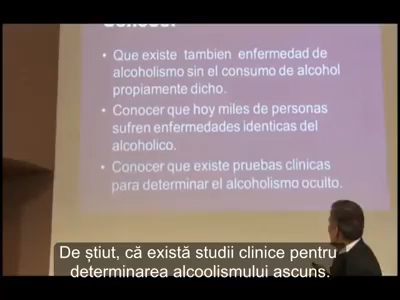 Conocer
• Que existe tambien enfermedad de
alcoholismo sin el consumo de alcohol
propiamente dicho.
• Conocer que hoy miles de personas
sufren enfermedades identicas del
alcoholico.
• Conocer que existe pruebas clinicas
para determinar el alcoholismo oculto.
De știut, că există studii clinice pentru
determinarea alcoolismului ascuns.